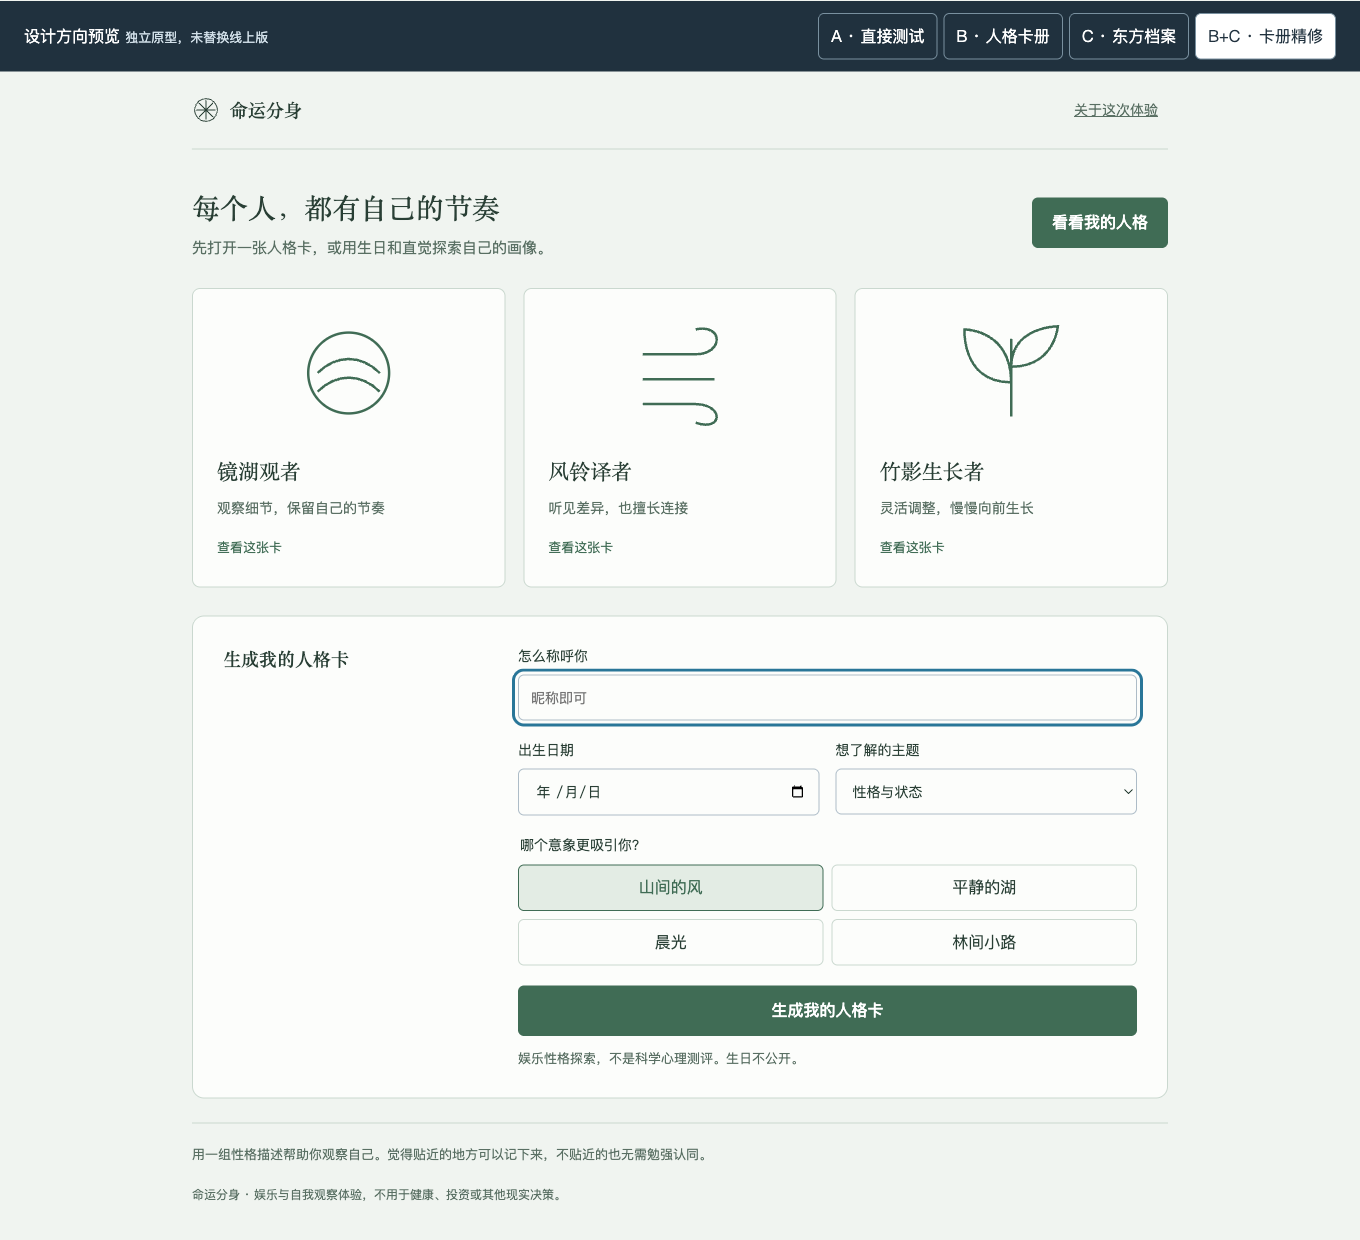 设计方向预览 独立原型，未替换线上版
A · 直接测试
B · 人格卡册
C · 东方档案
B+C · 卡册精修
命运分身
关于这次体验
每个人，都有自己的节奏
先打开一张人格卡，或用生日和直觉探索自己的画像。
看看我的人格
镜湖观者
观察细节，保留自己的节奏
查看这张卡
风铃译者
听见差异，也擅长连接
查看这张卡
竹影生长者
灵活调整，慢慢向前生长
查看这张卡
生成我的人格卡
怎么称呼你
昵称即可
出生日期
年 /月/日
想了解的主题
性格与状态
哪个意象更吸引你?
山间的风
平静的湖
晨光
林间小路
生成我的人格卡
娱乐性格探索，不是科学心理测评。生日不公开。
用一组性格描述帮助你观察自己。觉得贴近的地方可以记下来，不贴近的也无需勉强认同。
命运分身 · 娱乐与自我观察体验，不用于健康、投资或其他现实决策。